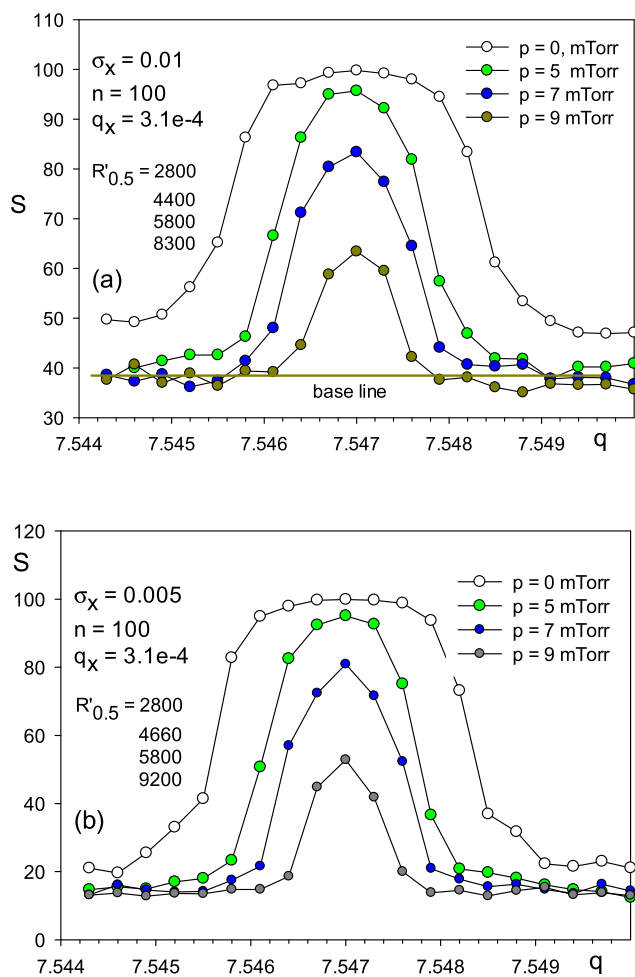 110
p = 0, mTorr
p = 5 mTorr
p = 7 mTorr
p = 9 mTorr
100
90
80
70
60
50
40
30
S
σx = 0.01
n = 100
qx = 3.1e-4
R'0.5 = 2800
4400
5800
8300
(a)
base line
7.544 7.545 7.546 7.547 7.548 7.549 q
120
100
80
60
40
20
0
S
σx = 0.005
n = 100
qx = 3.1e-4
R'0.5 = 2800
4660
5800
9200
p = 0 mTorr
p = 5 mTorr
p = 7 mTorr
p = 9 mTorr
(b)
7.544 7.545 7.546 7.547 7.548 7.549 q